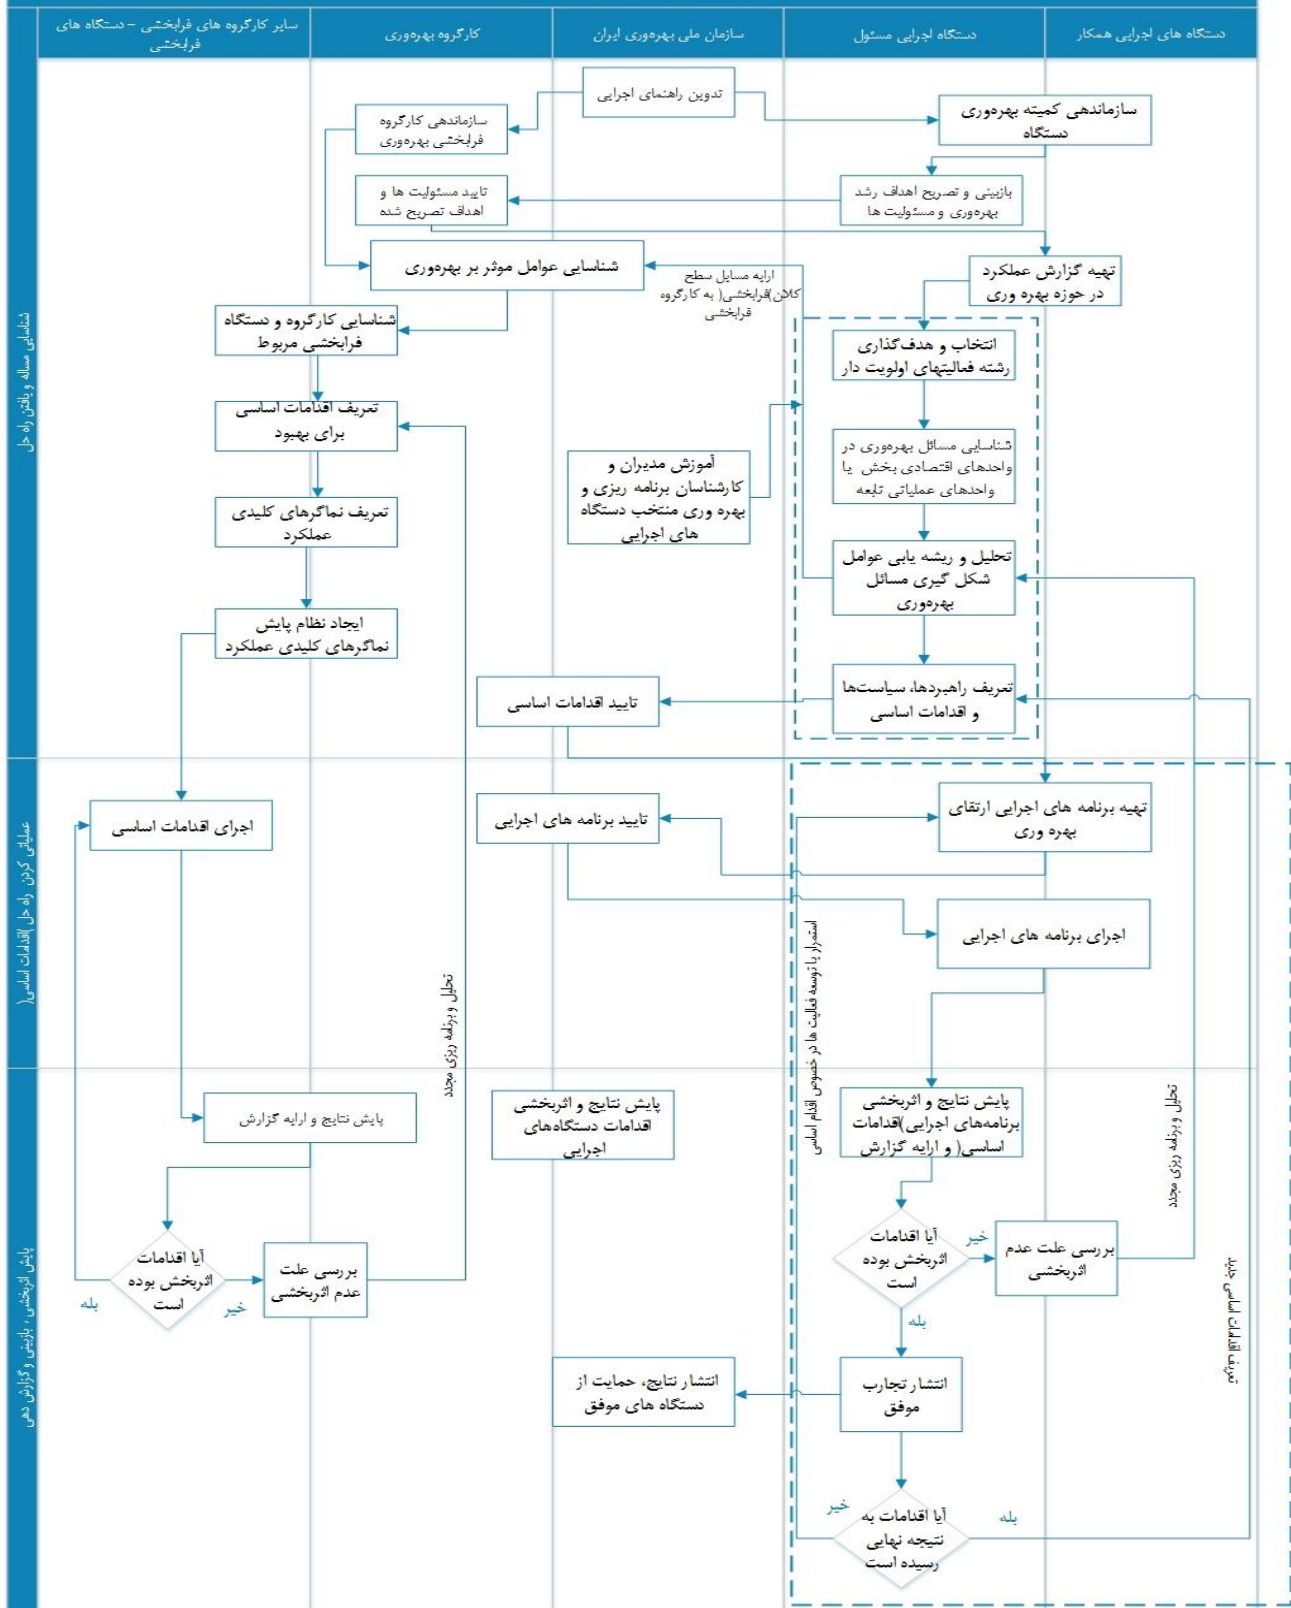 دستگاه های اجرایی همکار
دستگاه اجرایی مسئول
سازمان ملی بهره‌وری ایران
کارگروه بهره‌وری
سایر کارگروه های فرابخشی – دستگاه های
فرابخشی
شناسایی مساله و یافتن راه حل
تدوین راهنمای اجرایی
سازماندهی کمیته بهره‌وری
دستگاه
سازماندهی کارگروه
فرابخشی بهره‌وری
بازبینی و تصریح اهداف رشد
بهره‌وری و مسئولیت ها
تایید مسئولیت ها و
اهداف تصریح شده
تهیه گزارش عملکرد
در حوزه بهره وری
شناسایی عوامل موثر بر بهره‌وری
ارایه مسایل سطح
کلان)فرابخشی( به کارگروه
فرابخشی
شناسایی کارگروه و دستگاه
فرابخشی مربوط
انتخاب و هدف‌گذاری
رشته فعالیتهای اولویت دار
تعریف اقدامات اساسی
برای بهبود
شناسایی مسائل بهره‌وری در
واحدهای اقتصادی بخش یا
واحدهای عملیاتی تابعه
آموزش مدیران و
کارشناسان برنامه ریزی و
بهره وری منتخب دستگاه
های اجرایی
تعریف نماگرهای کلیدی
عملکرد
تحلیل و ریشه یابی عوامل
شکل گیری مسائل
بهره‌وری
ایجاد نظام پایش
نماگرهای کلیدی عملکرد
تعریف راهبردها، سیاست‌ها
و اقدامات اساسی
تایید اقدامات اساسی
عملیاتی کردن راه حل )اقدامات اساسی(
تهیه برنامه های اجرایی ارتقای
بهره وری
تایید برنامه های اجرایی
اجرای اقدامات اساسی
اجرای برنامه های اجرایی
استمرار یا توسعه فعالیت ها در خصوص اقدام اساسی
تحلیل و برنامه ریزی مجدد
پایش اثربخشی ، بازبینی و گزارش دهی
پایش نتایج و اثربخشی
برنامه‌های اجرایی)اقدامات
اساسی( و ارایه گزارش
پایش نتایج و اثربخشی
اقدامات دستگاه‌های
اجرایی
پایش نتایج و ارایه گزارش
تحلیل و برنامه ریزی مجدد
بررسی علت عدم
اثربخشی
خیر
آیا اقدامات
اثربخش بوده
است
بله
بررسی علت
عدم اثربخشی
خیر
آیا اقدامات
اثربخش بوده
است
بله
تعریف اقدامات اساسی جدید
انتشار تجارب
موفق
انتشار نتایج، حمایت از
دستگاه های موفق
بله
آیا اقدامات به
نتیجه نهایی
رسیده است
خیر